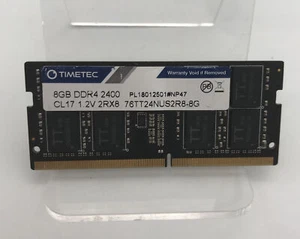 TIMETEC
Warranty Void if Removed
8GB DDR4 2400 PL18012501#NP47
CL17 1.2V 2RX8 76TT24NUS2R8-8G